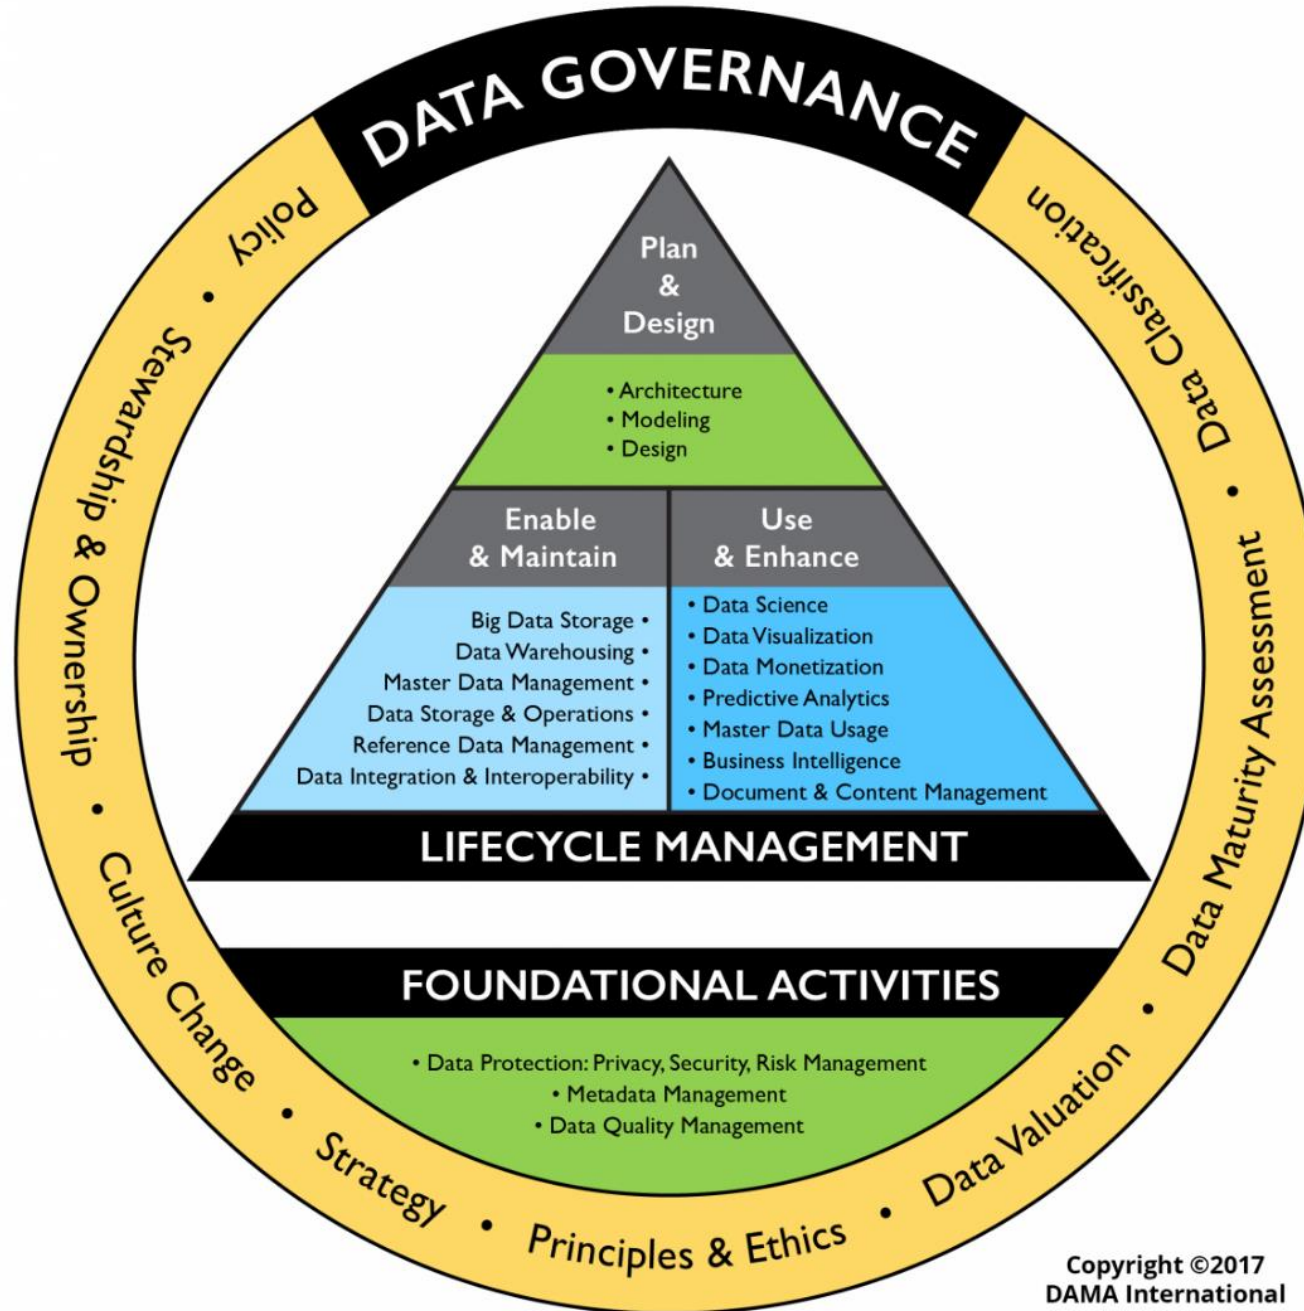 DATA GOVERNANCE
Policy • Stewardship & Ownership • Culture Change • Strategy • Principles & Ethics • Data Valuation • Data Maturity Assessment • Data Classification
Plan
&
Design
• Architecture
• Modeling
• Design
Enable
& Maintain
Big Data Storage •
Data Warehousing •
Master Data Management •
Data Storage & Operations •
Reference Data Management •
Data Integration & Interoperability •
Use
& Enhance
• Data Science
• Data Visualization
• Data Monetization
• Predictive Analytics
• Master Data Usage
• Business Intelligence
• Document & Content Management
LIFECYCLE MANAGEMENT
FOUNDATIONAL ACTIVITIES
• Data Protection: Privacy, Security, Risk Management
• Metadata Management
• Data Quality Management
Copyright ©2017
DAMA International